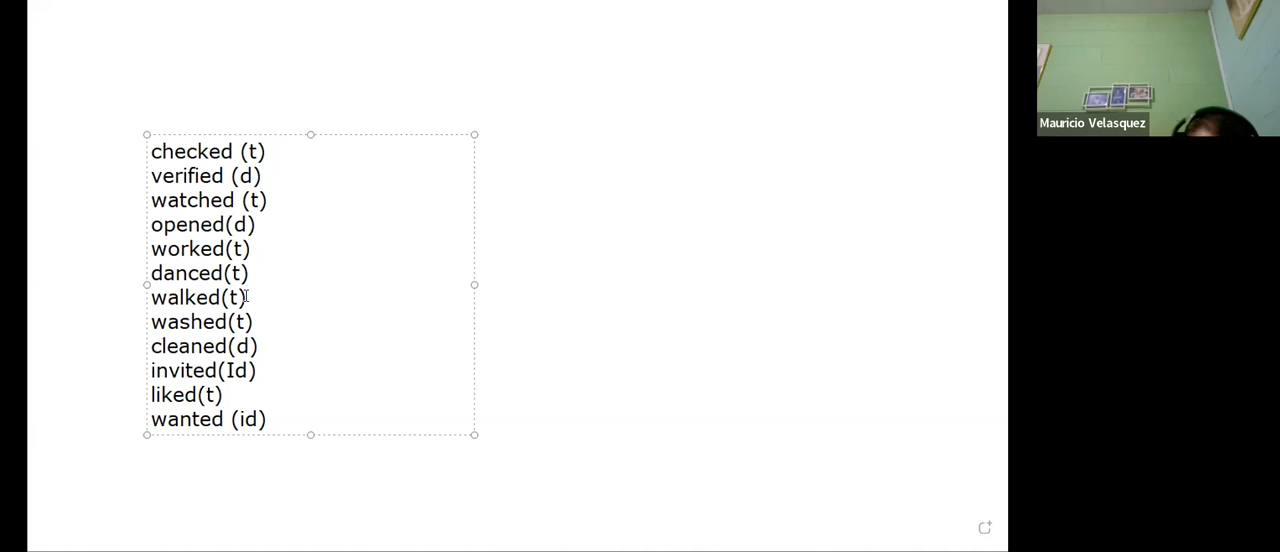 checked (t)
verified (d)
watched (t)
opened(d)
worked(t)
danced(t)
walked(t)
washed(t)
cleaned(d)
invited(Id)
liked(t)
wanted (id)
Mauricio Velasquez